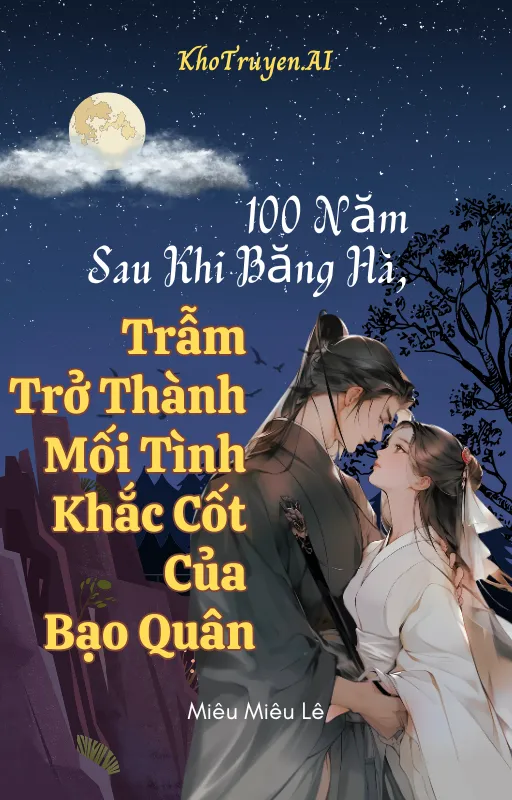 KhoTruyen.AI
100 Năm
Sau Khi Băng Hà,
Trẫm
Trở Thành
Mối Tình
Khắc Cốt
Của
Bạo Quân
Miêu Miêu Lê